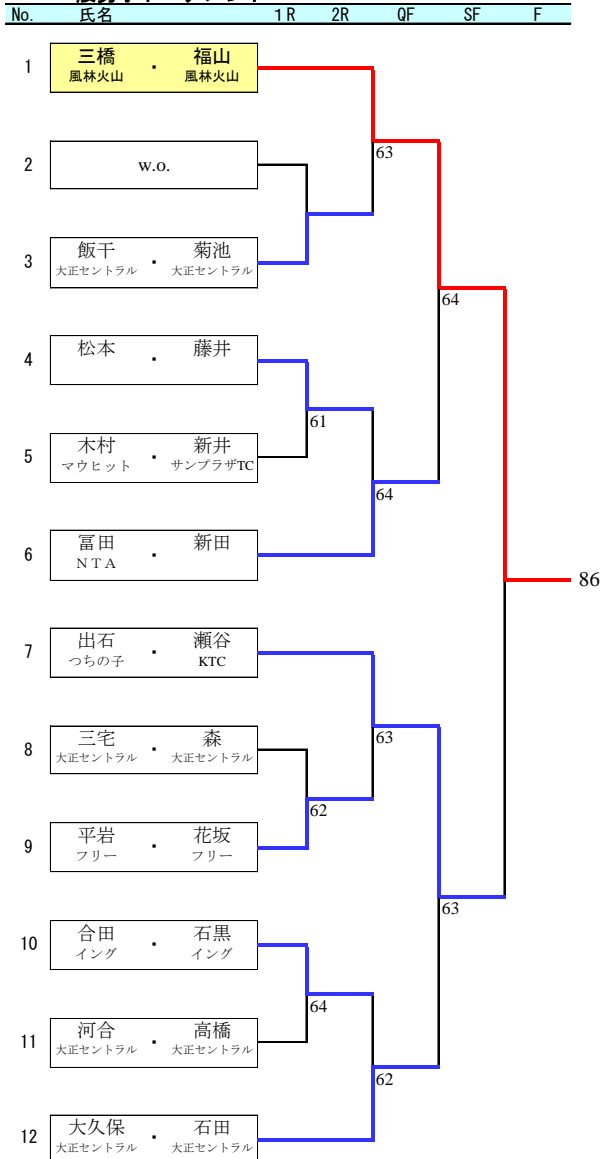 No. 氏名 1R 2R QF SF F
1 三橋 ・ 福山
風林火山 風林火山
63
2 w.o.
3 飯干 ・ 菊池
大正セントラル 大正セントラル
64
4 松本 ・ 藤井
61
5 木村 ・ 新井
マウヒット サンプラザTC
64
6 冨田 ・ 新田
NTA
86
7 出石 ・ 瀬谷
つちの子 KTC
63
8 三宅 ・ 森
大正セントラル 大正セントラル
62
9 平岩 ・ 花坂
フリー フリー
63
10 合田 ・ 石黒
イング イング
64
11 河合 ・ 高橋
大正セントラル 大正セントラル
62
12 大久保 ・ 石田
大正セントラル 大正セントラル